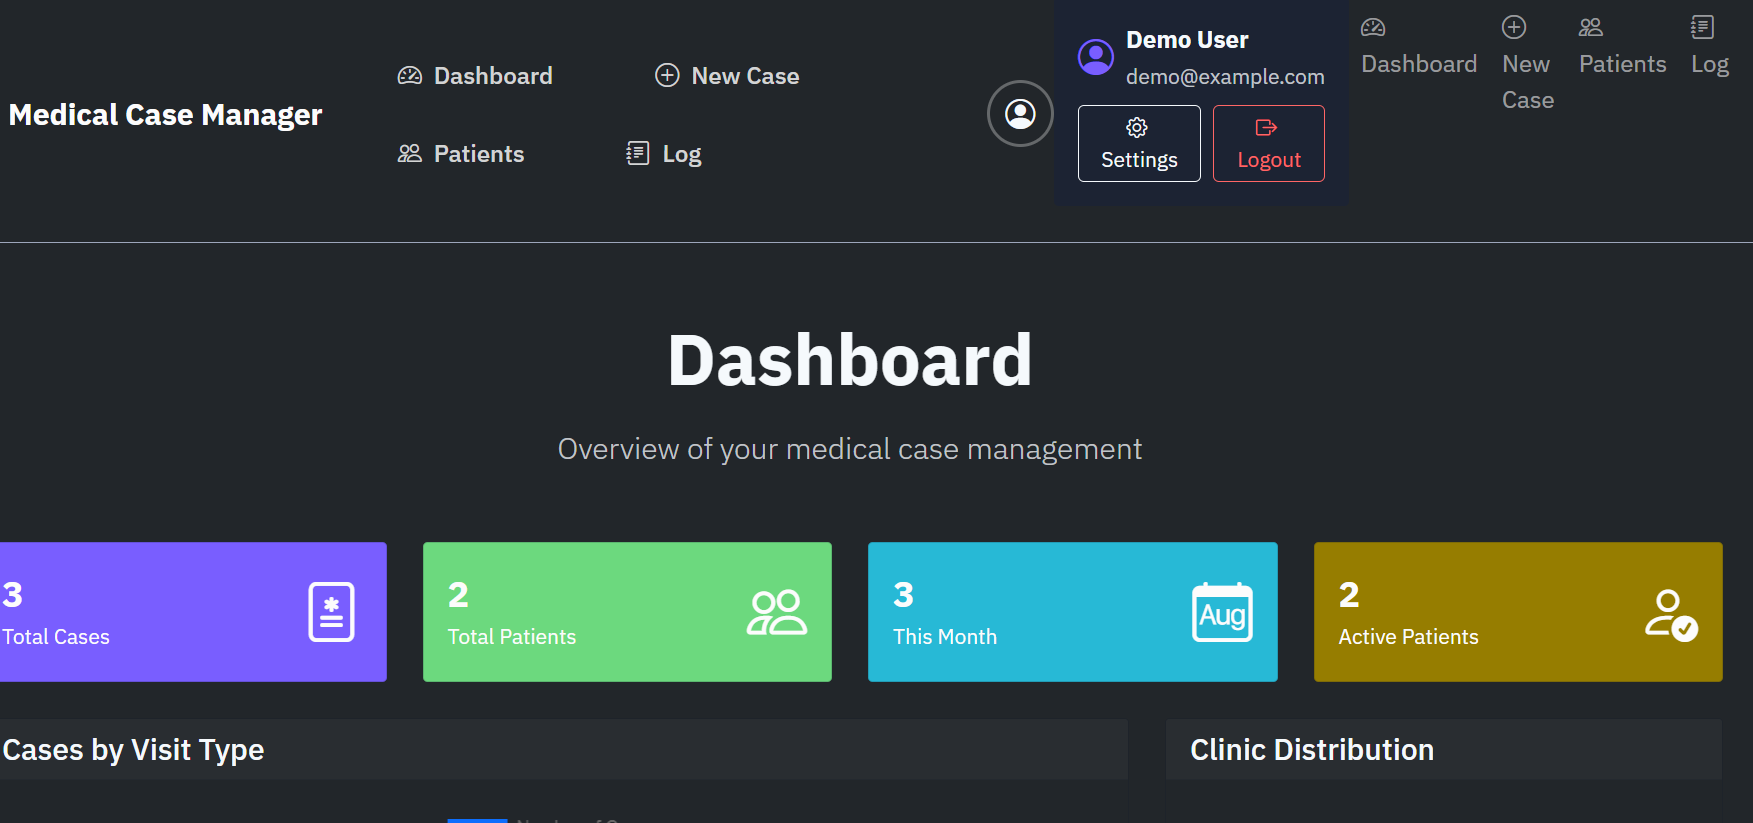 Medical Case Manager
Dashboard
New Case
Patients
Log
Demo User
demo@example.com
Settings
Logout
Dashboard
New
Case
Patients
Log
Dashboard
Overview of your medical case management
3
Total Cases
2
Total Patients
3
This Month
Aug
2
Active Patients
Cases by Visit Type
Clinic Distribution